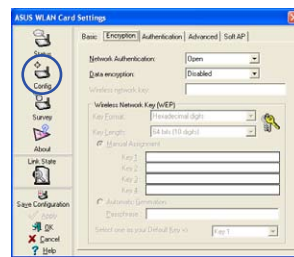 ASUS WLAN Card Settings
Basic Encryption Authentication Advanced Soft AP
Status
Config
Survey
About
Link State
Save Configuration
Apply
OK
Cancel
Help
Network Authentication: Open
Data encryption: Disabled
Wireless network key:
Wireless Network Key (WEP)
Key Format: Hexadecimal digits
Key Length: 64 bits (10 digits)
Manual Assignment
Key 1
Key 2
Key 3
Key 4
Automatic Generation
Passphrase
Select one as your Default Key => Key 1